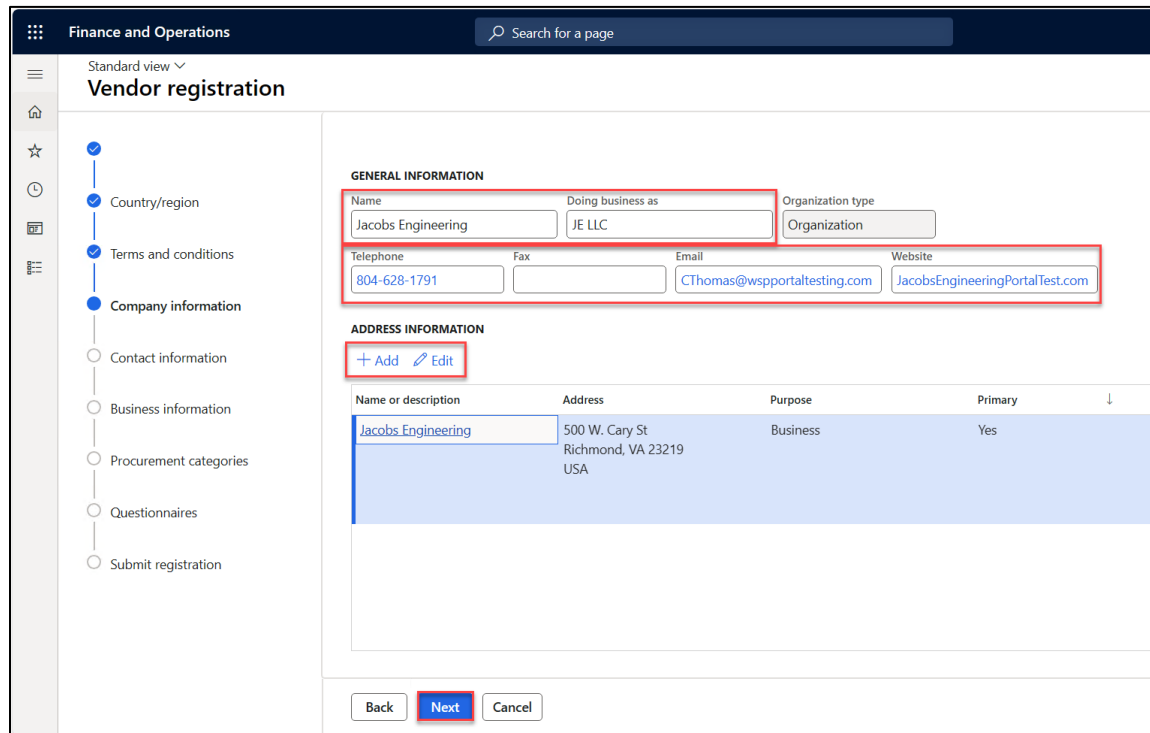 Finance and Operations
Search for a page
Standard view
Vendor registration
Country/region
Terms and conditions
Company information
Contact information
Business information
Procurement categories
Questionnaires
Submit registration
GENERAL INFORMATION
Name Doing business as Organization type
Jacobs Engineering JE LLC Organization
Telephone Fax Email Website
804-628-1791 CThomas@wspportaltesting.com JacobsEngineeringPortalTest.com
ADDRESS INFORMATION
+ Add Edit
Name or description Address Purpose Primary ↓
Jacobs Engineering 500 W. Cary St Business Yes
Richmond, VA 23219
USA
Back Next Cancel